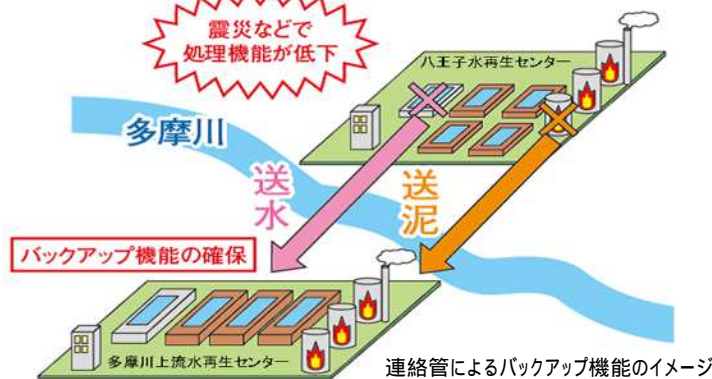 震災などで
処理機能が低下
八王子水再生センター
多摩川
送水
送泥
バックアップ機能の確保
多摩川上流水再生センター
連絡管によるバックアップ機能のイメージ